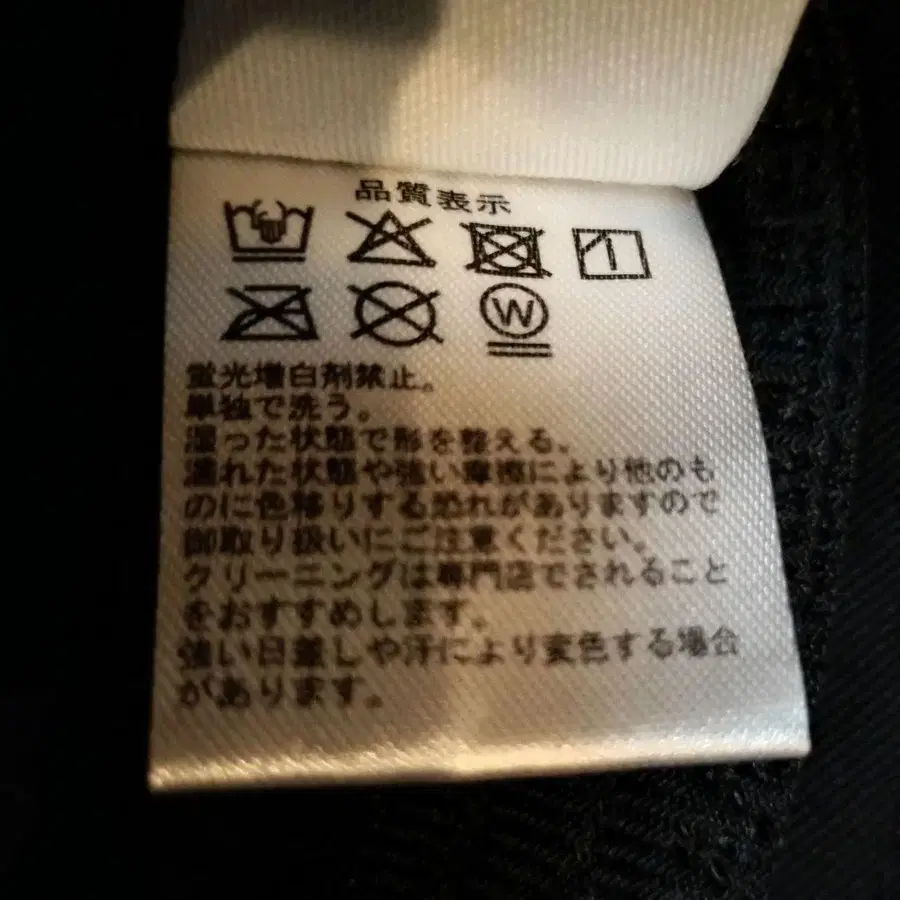 品質表示
W
蛍光増白剤禁止。
単独で洗う。
湿った状態で形を整える。
濡れた状態や強い摩擦により他のも
のに色移りする恐れがありますので
御取り扱いにご注意ください。
クリーニングは専門店でされること
をおすすめします。
強い日差しや汗により変色する場合
があります。